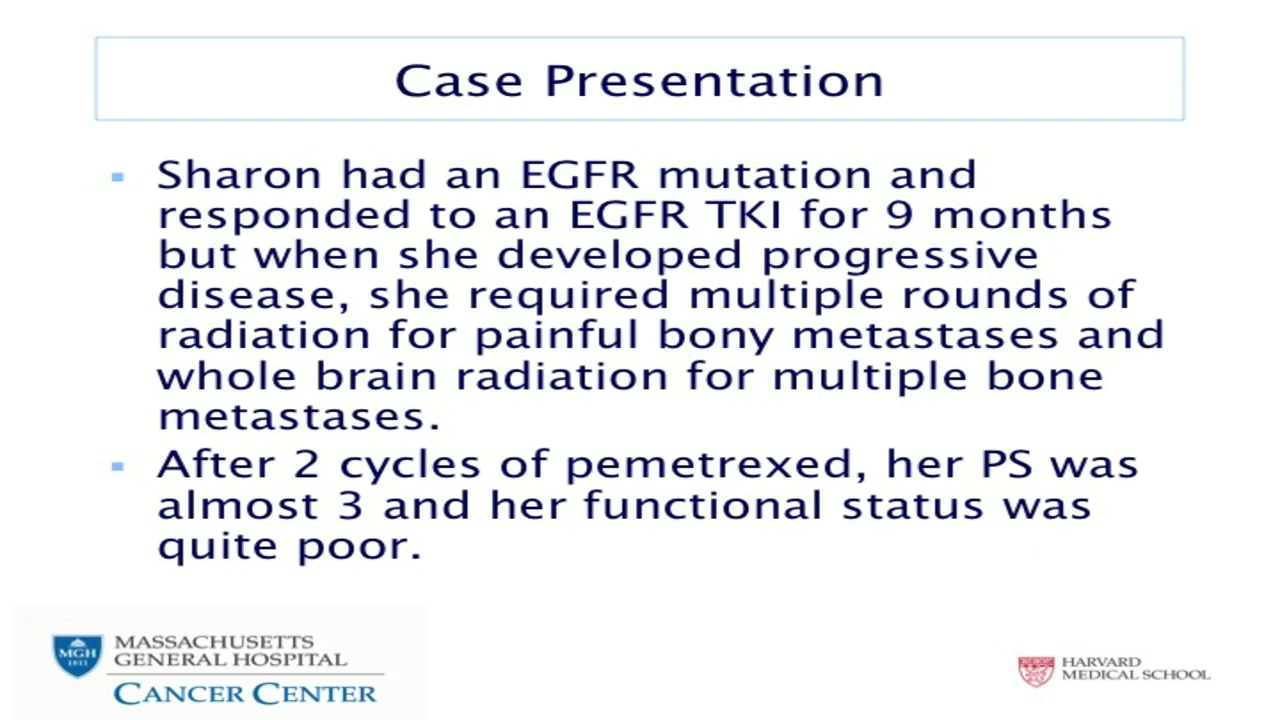 Case Presentation
Sharon had an EGFR mutation and
responded to an EGFR TKI for 9 months
but when she developed progressive
disease, she required multiple rounds of
radiation for painful bony metastases and
whole brain radiation for multiple bone
metastases.
After 2 cycles of pemetrexed, her PS was
almost 3 and her functional status was
quite poor.
MGH
1811
MASSACHUSETTS
GENERAL HOSPITAL
CANCER CENTER
HARVARD
MEDICAL SCHOOL